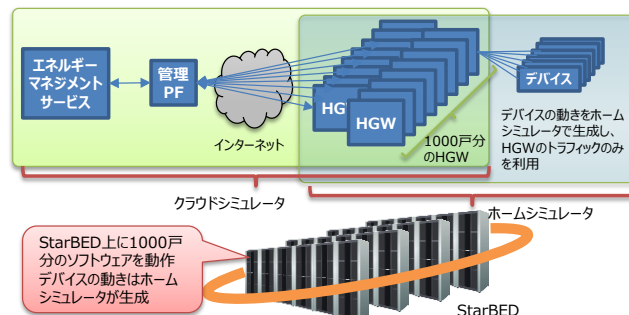 エネルギー
マネジメント
サービス
管理
PF
インターネット
HGW
HGW
デバイス
1000戸分
のHGW
デバイスの動きをホーム
シミュレータで生成し、
HGWのトラフィックのみ
を利用
クラウドシミュレータ
ホームシミュレータ
StarBED上に1000戸
分のソフトウェアを動作
デバイスの動きはホーム
シミュレータが生成
StarBED